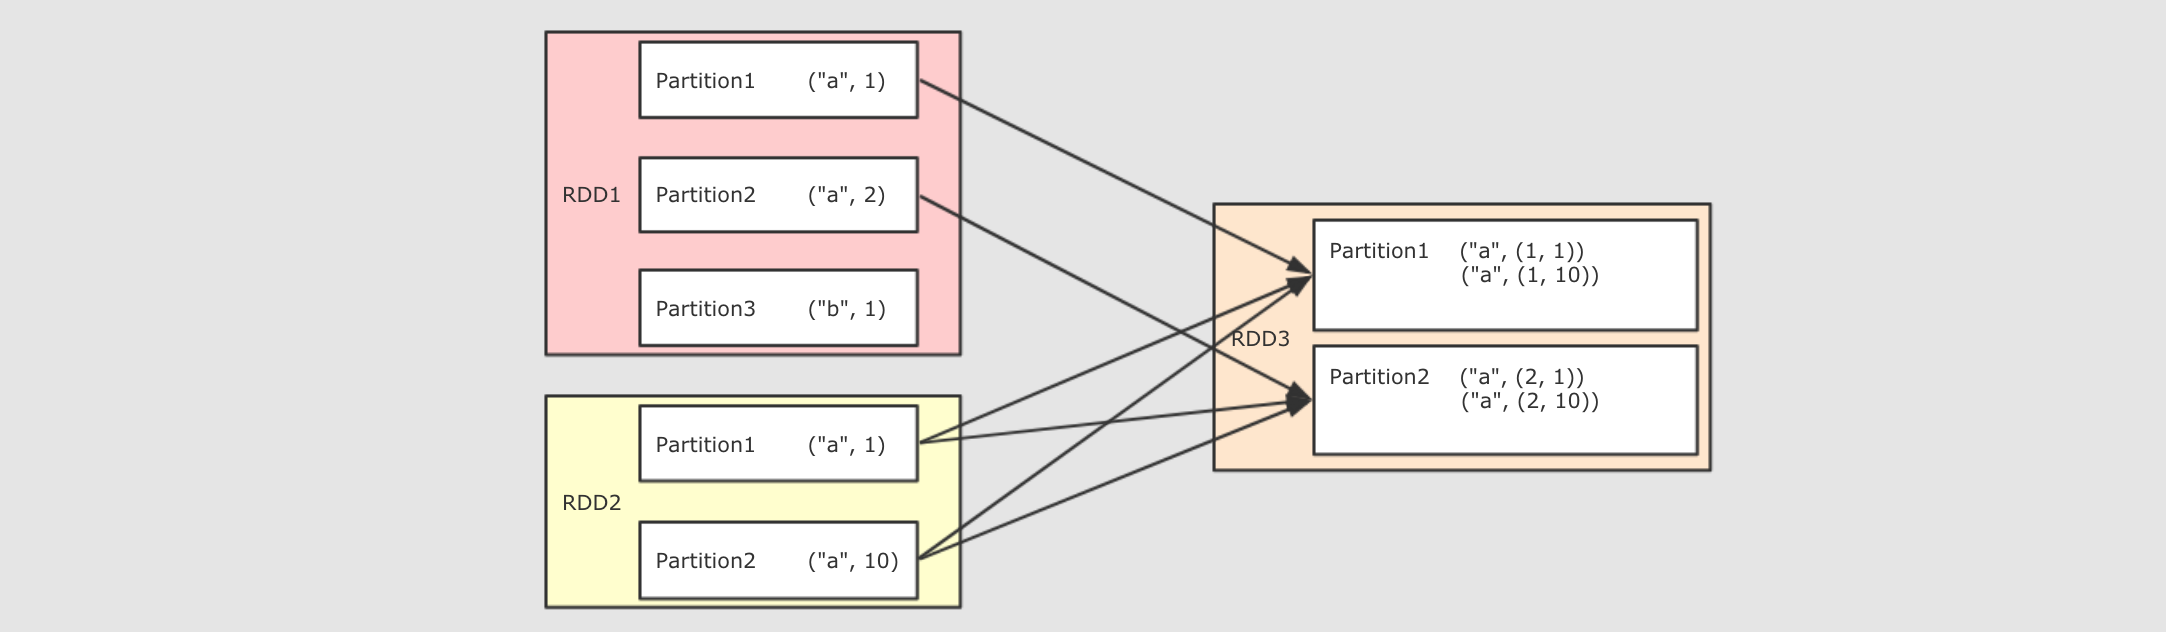 RDD1
Partition1 ("a", 1)
Partition2 ("a", 2)
Partition3 ("b", 1)
RDD2
Partition1 ("a", 1)
Partition2 ("a", 10)
RDD3
Partition1 ("a", (1, 1))
("a", (1, 10))
Partition2 ("a", (2, 1))
("a", (2, 10))